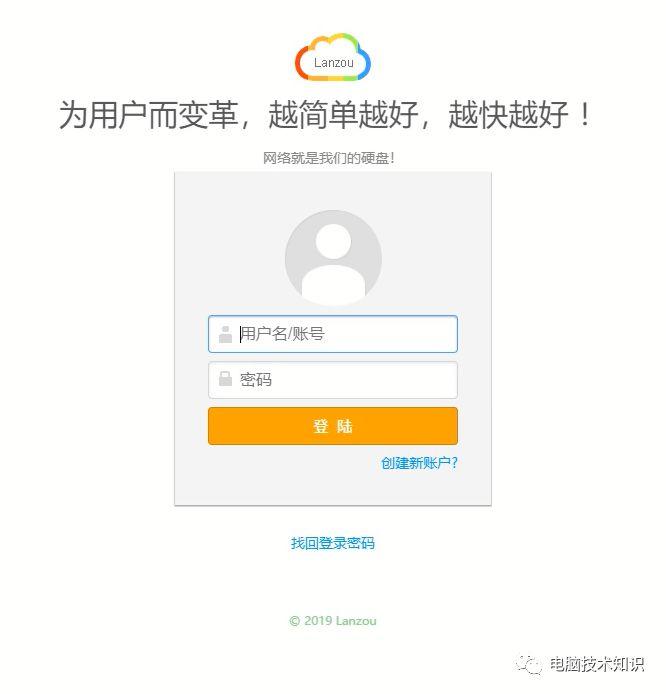 Lanzou
为用户而变革，越简单越好，越快越好！
网络就是我们的硬盘！
用户名/账号
密码
登 陆
创建新账户?
找回登录密码
© 2019 Lanzou
电脑技术知识